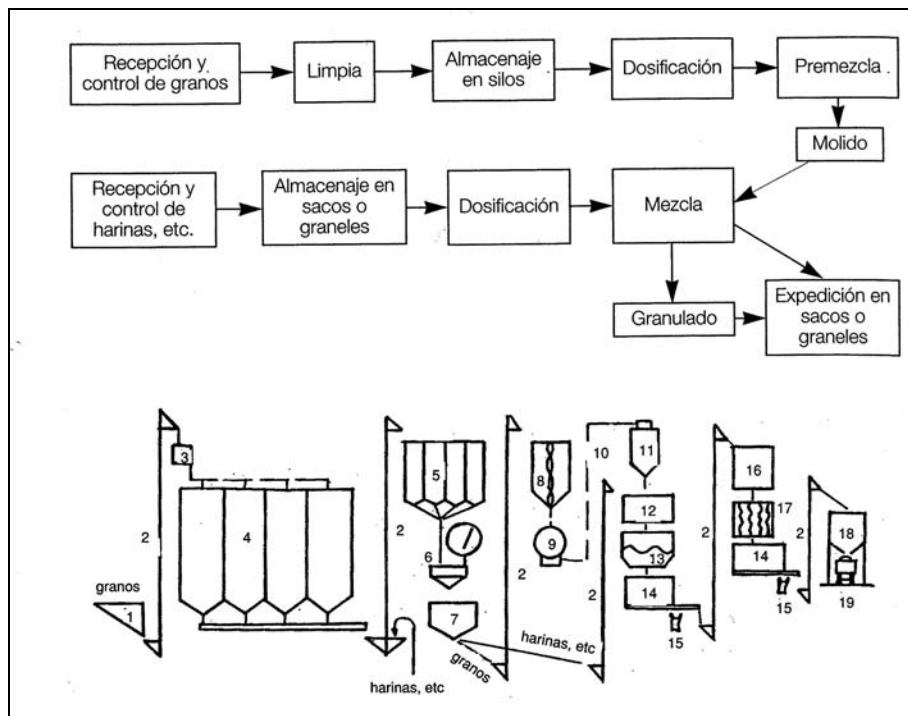 Recepción y
control de granos
Limpia
Almacenaje
en silos
Dosificación
Premezcla
Molido
Recepción y
control de
harinas, etc.
Almacenaje en
sacos o
graneles
Dosificación
Mezcla
Granulado
Expedición en
sacos o
graneles
granos
1
2
3
4
2
harinas, etc
5
6
7
granos
harinas, etc
2
8
9
10
2
11
12
13
14
15
2
16
17
14
15
2
18
19